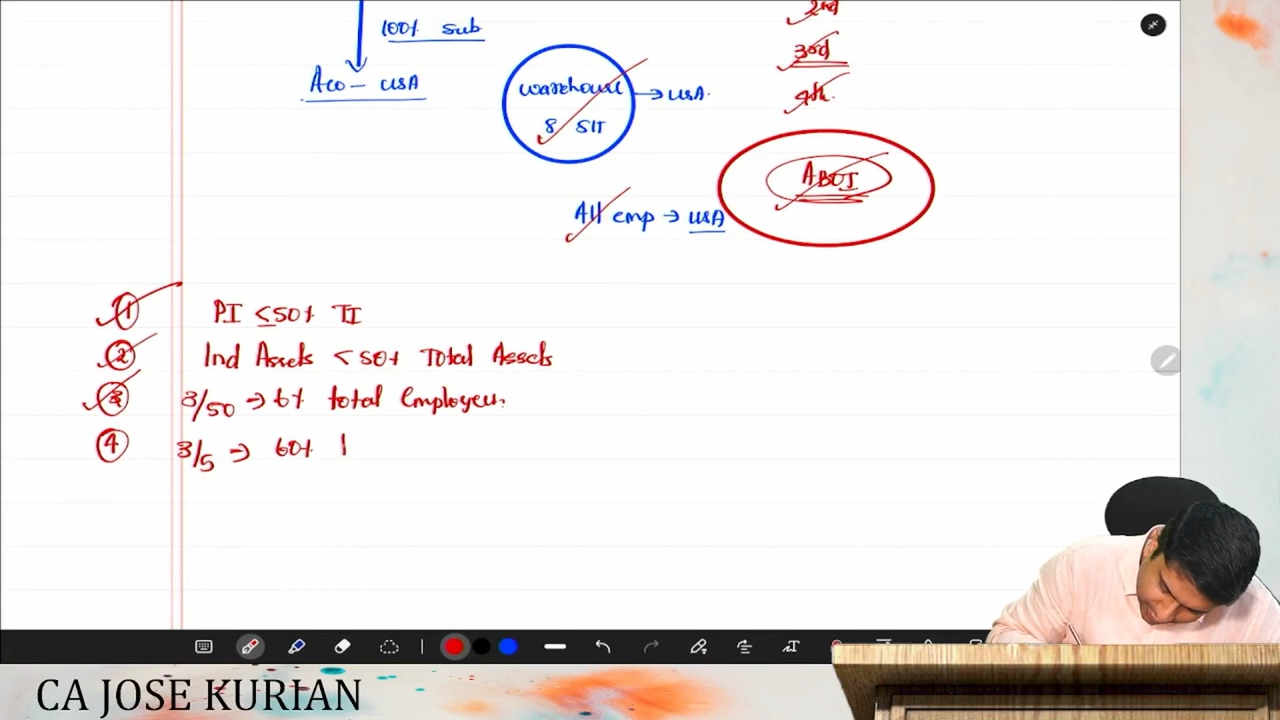 2nd
100% sub
3rd
Aco - USA
warehouse → USA.
8 SIT
4th.
ABOI
All emp → USA
① PI ≤ 50% TI
② Ind Assets < 50% Total Assets
③ 3/50 → 6% total Employees.
④ 3/5 → 60%
CA JOSE KURIAN